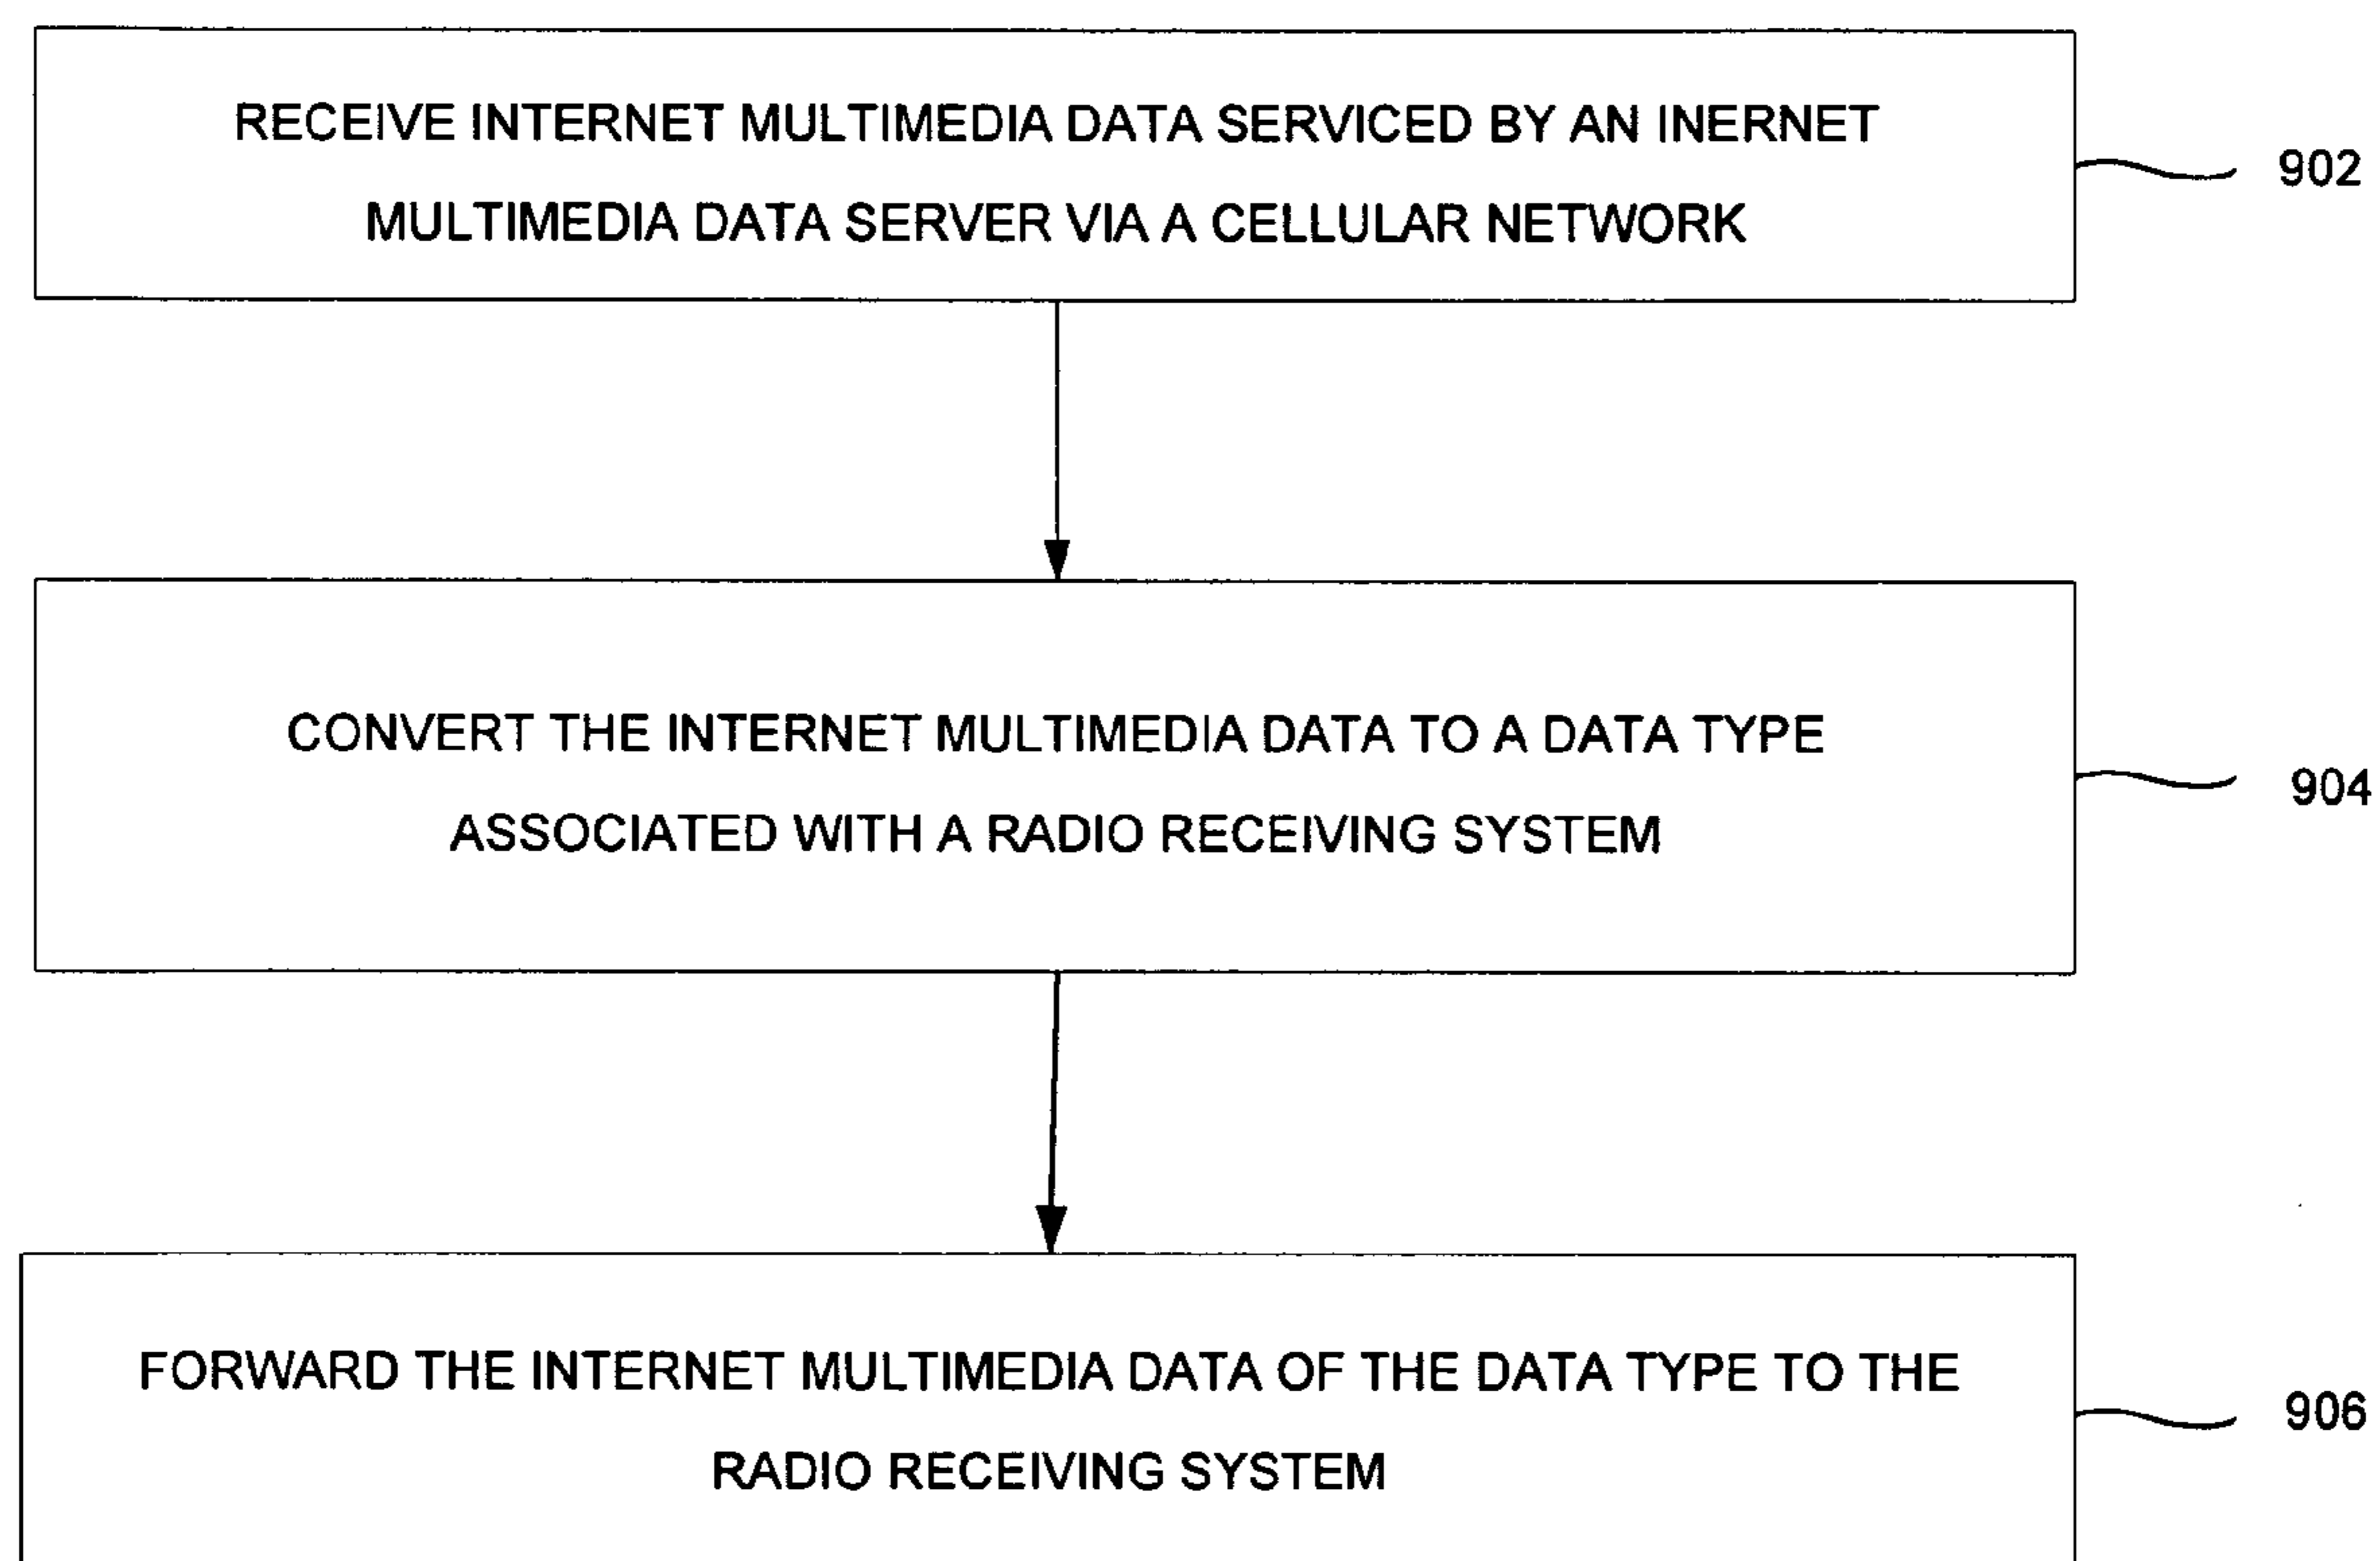 RECEIVE INTERNET MULTIMEDIA DATA SERVICED BY AN INERNET
MULTIMEDIA DATA SERVER VIA A CELLULAR NETWORK
902
CONVERT THE INTERNET MULTIMEDIA DATA TO A DATA TYPE
ASSOCIATED WITH A RADIO RECEIVING SYSTEM
904
FORWARD THE INTERNET MULTIMEDIA DATA OF THE DATA TYPE TO THE
RADIO RECEIVING SYSTEM
906